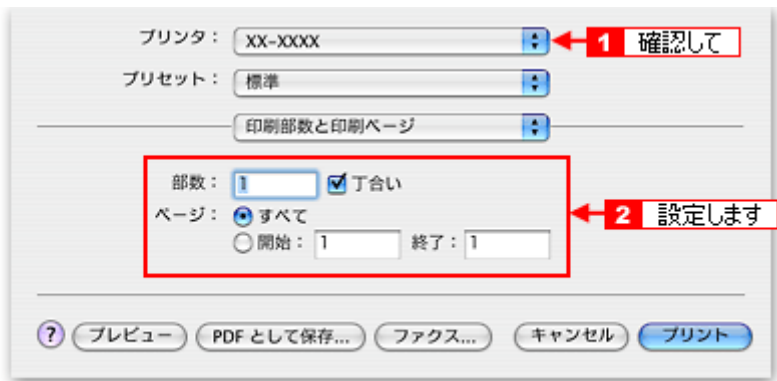 プリンタ： XX-XXXX 1 確認して
プリセット： 標準
印刷部数と印刷ページ
部数： 1 丁合い
ページ： すべて
2 設定します
開始： 1 終了： 1
? プレビュー PDF として保存... ファクス... キャンセル プリント